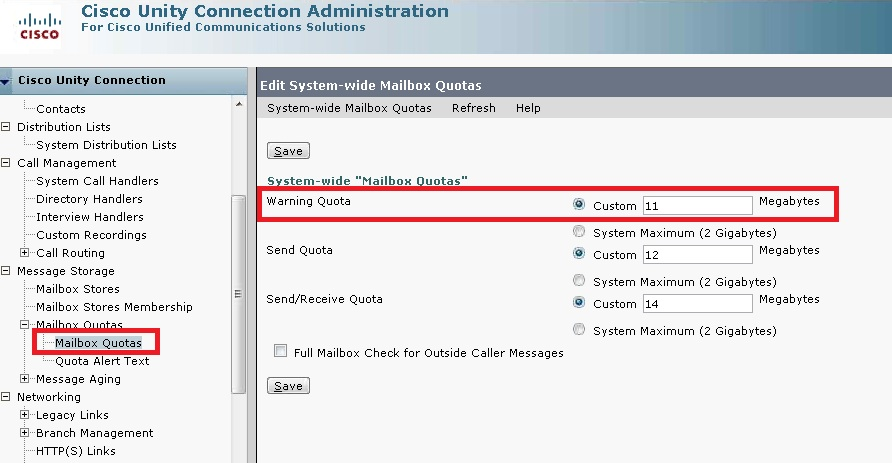 Cisco Unity Connection Administration
For Cisco Unified Communications Solutions
CISCO
Cisco Unity Connection
Contacts
Distribution Lists
System Distribution Lists
Call Management
System Call Handlers
Directory Handlers
Interview Handlers
Custom Recordings
Call Routing
Message Storage
Mailbox Stores
Mailbox Stores Membership
Mailbox Quotas
Mailbox Quotas
Quota Alert Text
Message Aging
Networking
Legacy Links
Branch Management
HTTP(S) Links
Edit System-wide Mailbox Quotas
System-wide Mailbox Quotas Refresh Help
Save
System-wide "Mailbox Quotas"
Warning Quota Custom 11 Megabytes
System Maximum (2 Gigabytes)
Send Quota Custom 12 Megabytes
System Maximum (2 Gigabytes)
Send/Receive Quota Custom 14 Megabytes
System Maximum (2 Gigabytes)
Full Mailbox Check for Outside Caller Messages
Save